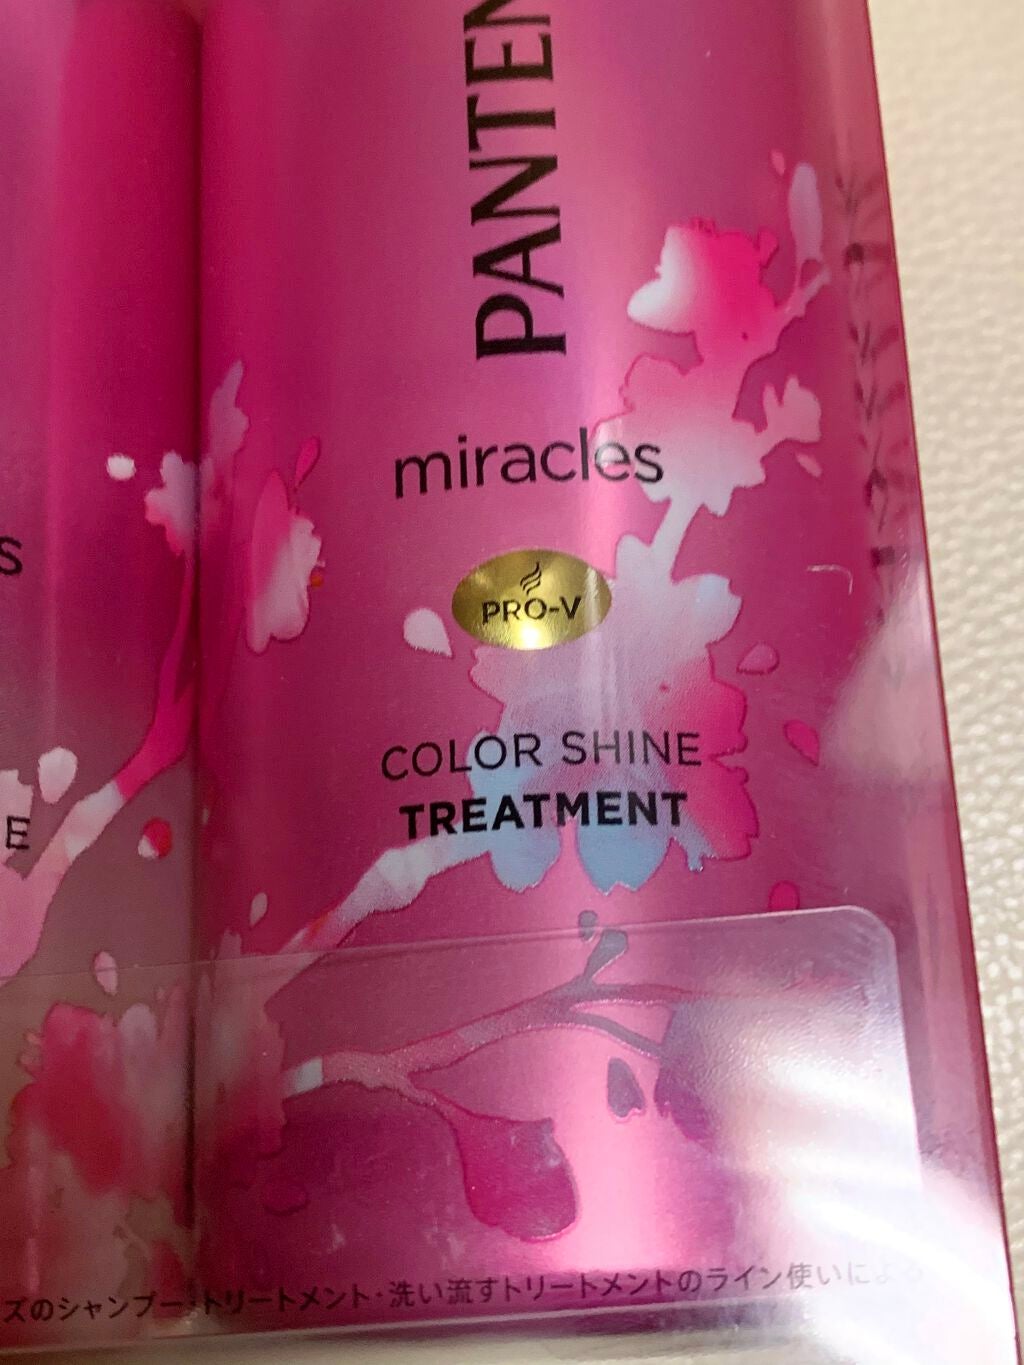 PANTEN
miracles
PRO-V
COLOR SHINE
TREATMENT
S
E
ズのシャンプー・トリートメント・洗い流すトリートメントのライン使いによる